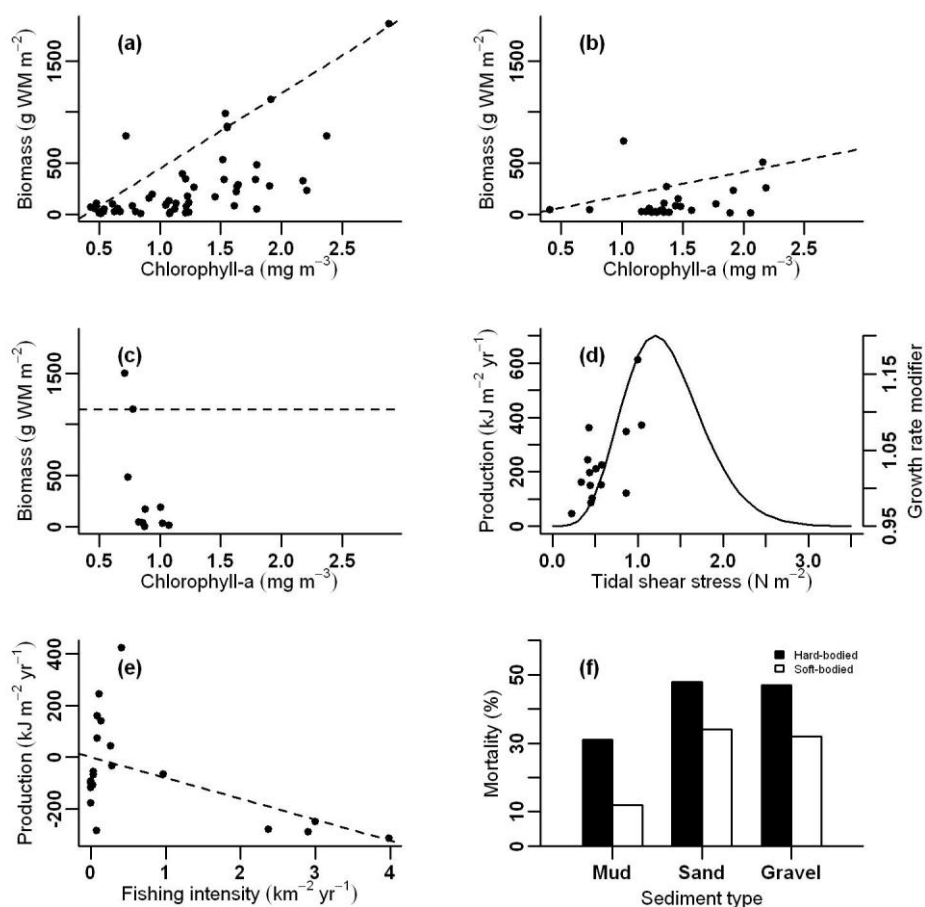 (a)
Biomass (g WM m⁻²)
0 500 1500
0.5 1.0 1.5 2.0 2.5
Chlorophyll-a (mg m⁻³)
(b)
Biomass (g WM m⁻²)
0 500 1500
0.5 1.0 1.5 2.0 2.5
Chlorophyll-a (mg m⁻³)
(c)
Biomass (g WM m⁻²)
0 500 1500
0.5 1.0 1.5 2.0 2.5
Chlorophyll-a (mg m⁻³)
(d)
Production (kJ m⁻² yr⁻¹)
0 200 400 600
0.95 1.05 1.15
Growth rate modifier
0.0 1.0 2.0 3.0
Tidal shear stress (N m⁻²)
(e)
Production (kJ m⁻² yr⁻¹)
-200 0 200 400
0 1 2 3 4
Fishing intensity (km⁻² yr⁻¹)
(f)
Hard-bodied
Soft-bodied
Mortality (%)
0 10 30 50
Mud Sand Gravel
Sediment type